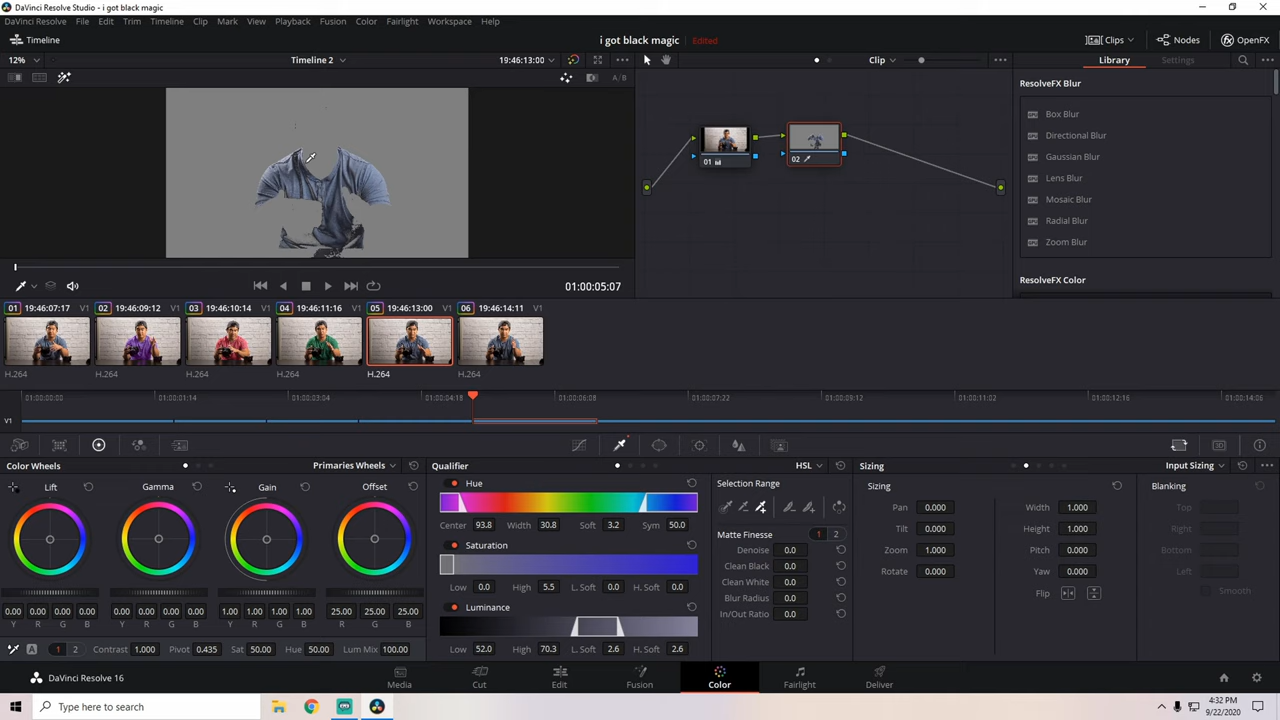 DaVinci Resolve Studio - i got black magic
DaVinci Resolve File Edit Trim Timeline Clip Mark View Playback Fusion Color Fairlight Workspace Help
Timeline i got black magic Edited Clips Nodes OpenFX
12% Timeline 2 19:46:13:00 Clip Library Settings
A/B
ResolveFX Blur
Box Blur
Directional Blur
Gaussian Blur
Lens Blur
Mosaic Blur
Radial Blur
Zoom Blur
ResolveFX Color
01 02
01:00:05:07
01 19:46:07:17 V1 02 19:46:09:12 V1 03 19:46:10:14 V1 04 19:46:11:16 V1 05 19:46:13:00 V1 06 19:46:14:11 V1
H.264 H.264 H.264 H.264 H.264 H.264
01:00:00:00 01:00:01:14 01:00:03:04 01:00:04:18 01:00:06:08 01:00:07:22 01:00:09:12 01:00:11:02 01:00:12:16 01:00:14:06
V1
Color Wheels Primaries Wheels Qualifier HSL Sizing Input Sizing
Lift Gamma Gain Offset
0.00 0.00 0.00 0.00 0.00 0.00 0.00 0.00 1.00 1.00 1.00 1.00 25.00 25.00 25.00
Y R G B Y R G B Y R G B R G B
A 1 2 Contrast 1.000 Pivot 0.435 Sat 50.00 Hue 50.00 Lum Mix 100.00
Hue
Center 93.8 Width 30.8 Soft 3.2 Sym 50.0
Saturation
Low 0.0 High 5.5 L. Soft 0.0 H. Soft 0.0
Luminance
Low 52.0 High 70.3 L. Soft 2.6 H. Soft 2.6
Selection Range
Matte Finesse 1 2
Denoise 0.0
Clean Black 0.0
Clean White 0.0
Blur Radius 0.0
In/Out Ratio 0.0
Sizing
Pan 0.000 Width 1.000
Tilt 0.000 Height 1.000
Zoom 1.000 Pitch 0.000
Rotate 0.000 Yaw 0.000
Flip
Blanking
Top
Right
Bottom
Left
Smooth
DaVinci Resolve 16 Media Cut Edit Fusion Color Fairlight Deliver
Type here to search
4:32 PM
9/22/2020